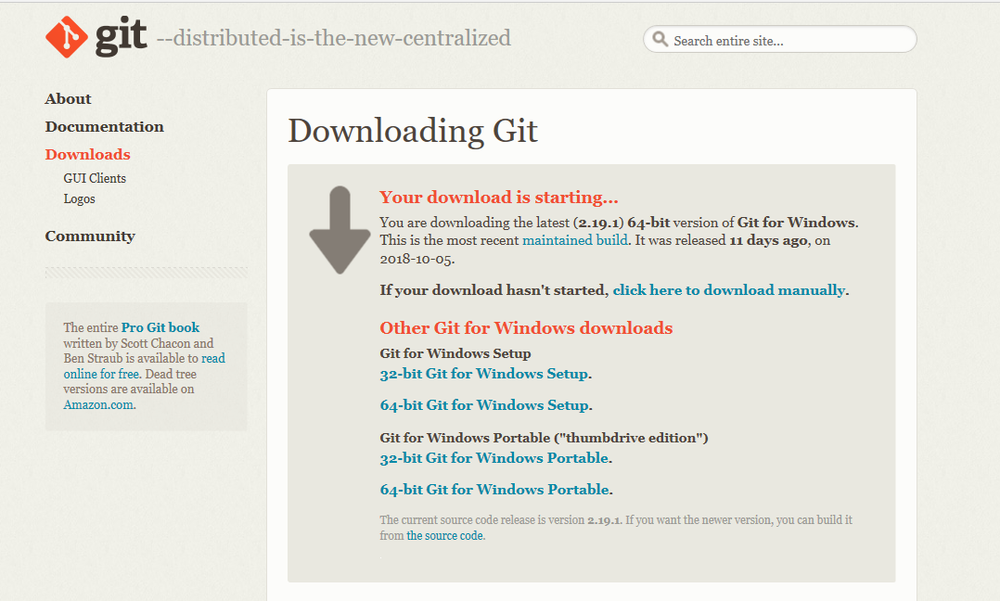 git --distributed-is-the-new-centralized
Search entire site...
About
Documentation
Downloads
GUI Clients
Logos
Community
The entire Pro Git book
written by Scott Chacon and
Ben Straub is available to read
online for free. Dead tree
versions are available on
Amazon.com.
Downloading Git
Your download is starting...
You are downloading the latest (2.19.1) 64-bit version of Git for Windows.
This is the most recent maintained build. It was released 11 days ago, on
2018-10-05.
If your download hasn't started, click here to download manually.
Other Git for Windows downloads
Git for Windows Setup
32-bit Git for Windows Setup.
64-bit Git for Windows Setup.
Git for Windows Portable ("thumbdrive edition")
32-bit Git for Windows Portable.
64-bit Git for Windows Portable.
The current source code release is version 2.19.1. If you want the newer version, you can build it
from the source code.